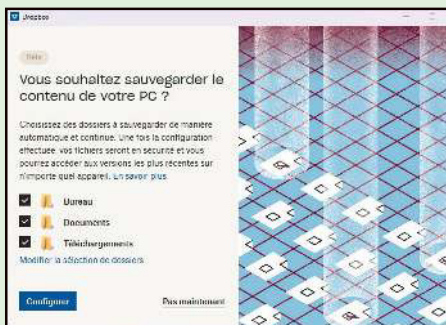 Dropbox
Vous souhaitez sauvegarder le
contenu de votre PC ?
Choisissez des dossiers à sauvegarder de manière
automatique et continue. Une fois la configuration
effectuée, vos fichiers seront en sécurité et vous
pourrez accéder aux versions les plus récentes sur
n'importe quel appareil. En savoir plus
Bureau
Documents
Téléchargements
Modifier la sélection de dossiers
Configurer
Pas maintenant